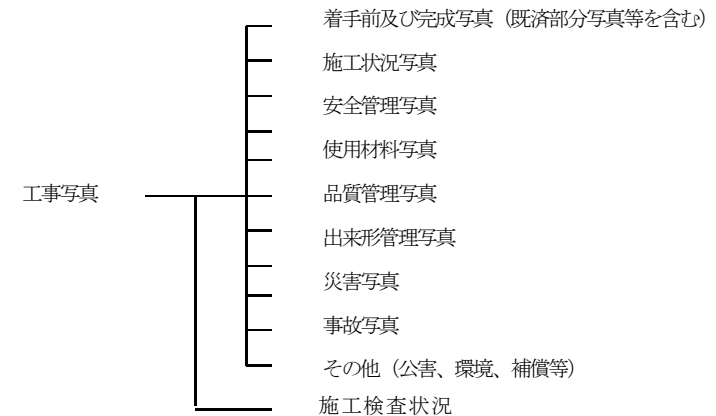 着手前及び完成写真（既済部分写真等を含む）
施工状況写真
安全管理写真
使用材料写真
工事写真
品質管理写真
出来形管理写真
災害写真
事故写真
その他（公害、環境、補償等）
施工検査状況